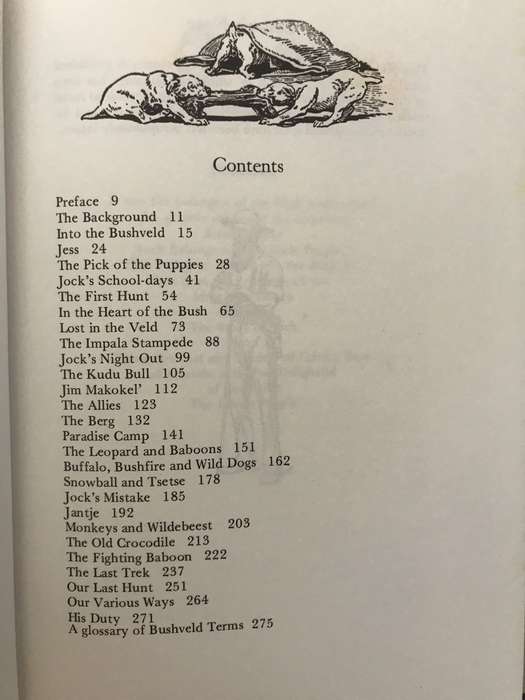 Contents
Preface 9
The Background 11
Into the Bushveld 15
Jess 24
The Pick of the Puppies 28
Jock's School-days 41
The First Hunt 54
In the Heart of the Bush 65
Lost in the Veld 73
The Impala Stampede 88
Jock's Night Out 99
The Kudu Bull 105
Jim Makokel' 112
The Allies 123
The Berg 132
Paradise Camp 141
The Leopard and Baboons 151
Buffalo, Bushfire and Wild Dogs 162
Snowball and Tsetse 178
Jock's Mistake 185
Jantje 192
Monkeys and Wildebeest 203
The Old Crocodile 213
The Fighting Baboon 222
The Last Trek 237
Our Last Hunt 251
Our Various Ways 264
His Duty 271
A glossary of Bushveld Terms 275